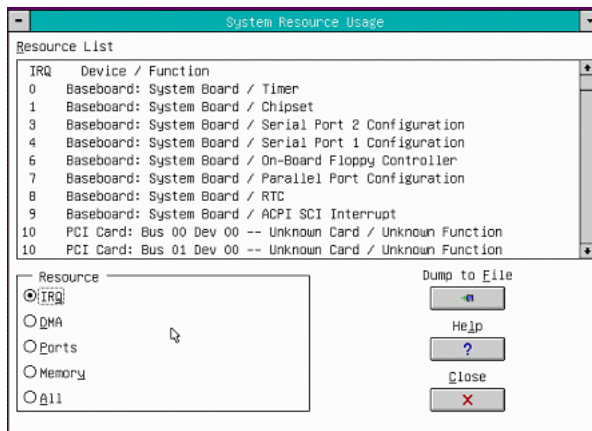 System Resource Usage
Resource List
IRQ Device / Function
0 Baseboard: System Board / Timer
1 Baseboard: System Board / Chipset
3 Baseboard: System Board / Serial Port 2 Configuration
4 Baseboard: System Board / Serial Port 1 Configuration
6 Baseboard: System Board / On-Board Floppy Controller
7 Baseboard: System Board / Parallel Port Configuration
8 Baseboard: System Board / RTC
9 Baseboard: System Board / ACPI SCI Interrupt
10 PCI Card: Bus 00 Dev 00 -- Unknown Card / Unknown Function
10 PCI Card: Bus 01 Dev 00 -- Unknown Card / Unknown Function
Resource
IRQ
DMA
Ports
Memory
All
Dump to File
Help
?
Close